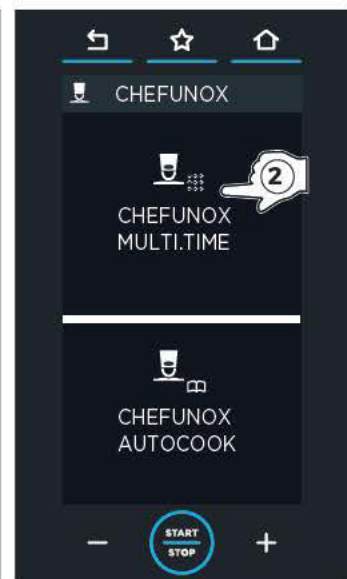 CHEFUNOX
2
CHEFUNOX
MULTI.TIME
CHEFUNOX
AUTOCOOK
START
STOP